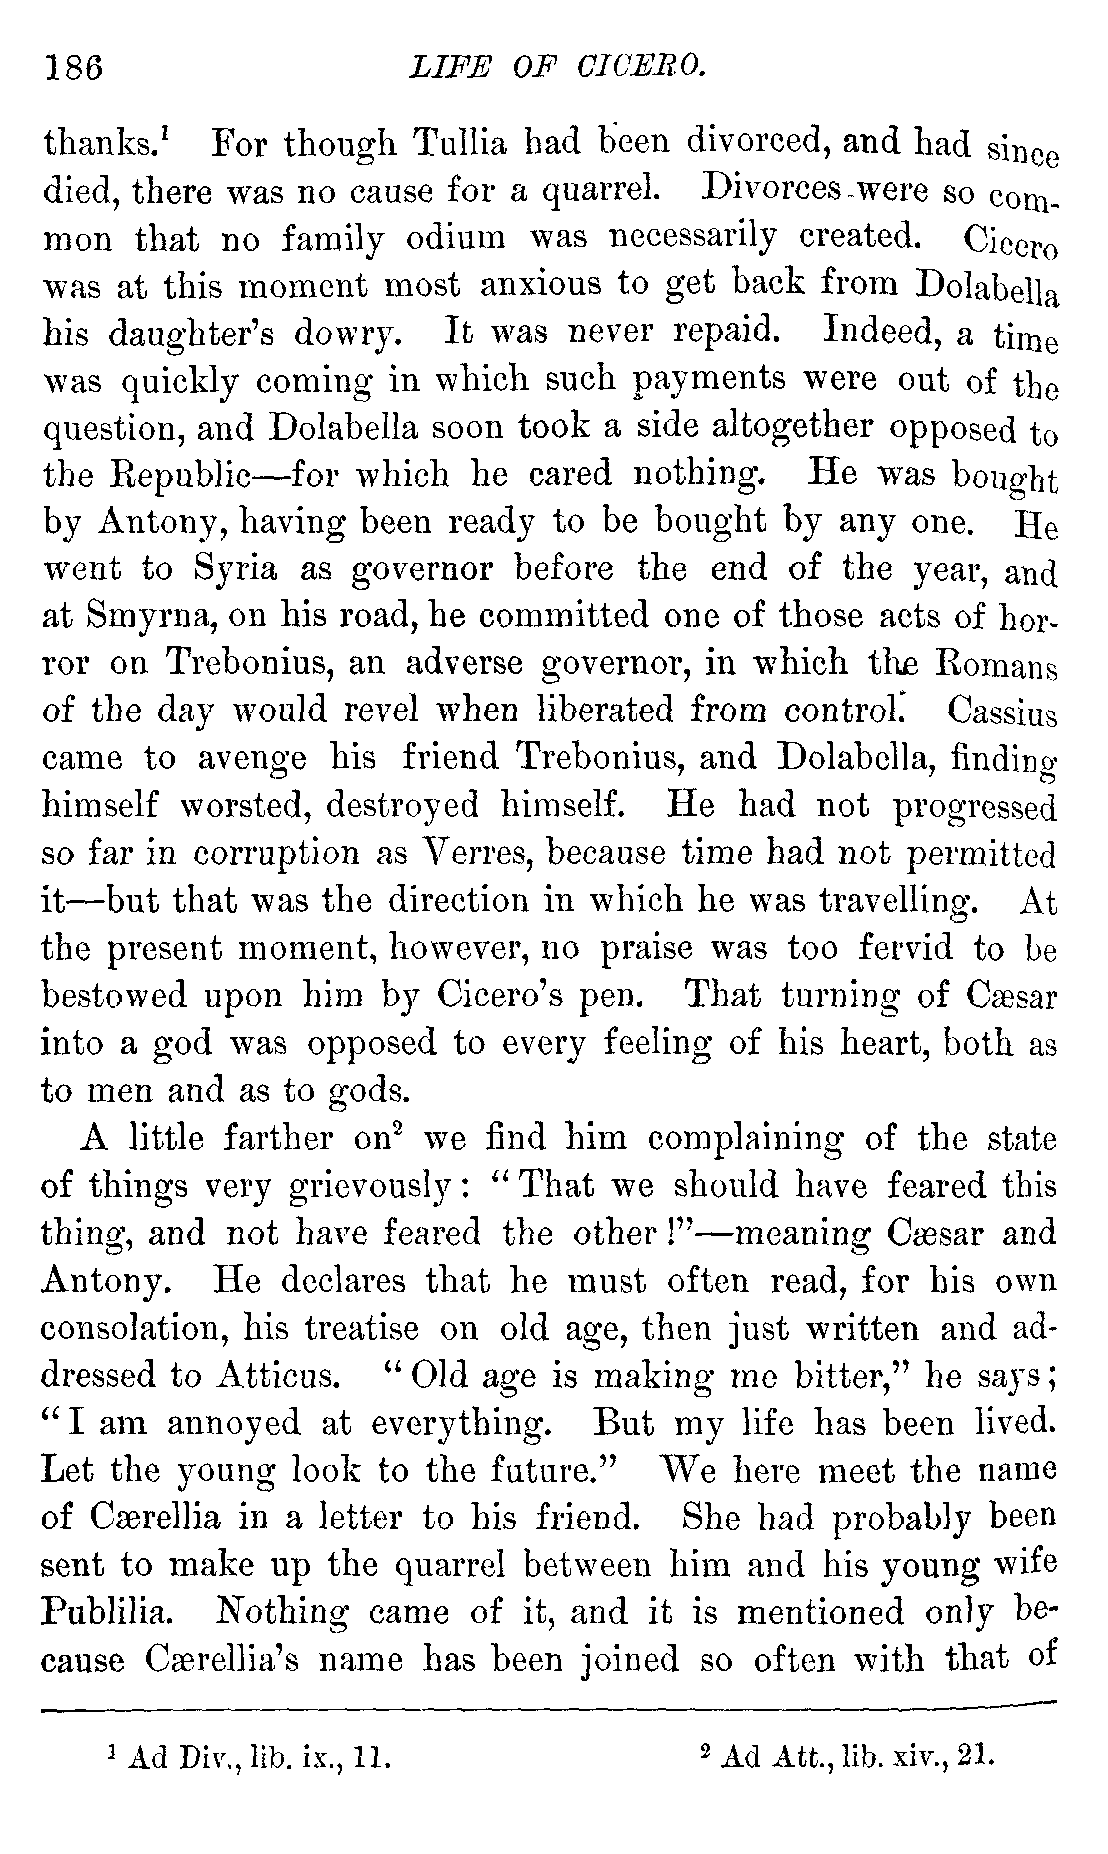 186 LIFE OF CICERO.
thanks.¹ For though Tullia had been divorced, and had since
died, there was no cause for a quarrel. Divorces were so com-
mon that no family odium was necessarily created. Cicero
was at this moment most anxious to get back from Dolabella
his daughter's dowry. It was never repaid. Indeed, a time
was quickly coming in which such payments were out of the
question, and Dolabella soon took a side altogether opposed to
the Republic—for which he cared nothing. He was bought
by Antony, having been ready to be bought by any one. He
went to Syria as governor before the end of the year, and
at Smyrna, on his road, he committed one of those acts of hor-
ror on Trebonius, an adverse governor, in which the Romans
of the day would revel when liberated from control. Cassius
came to avenge his friend Trebonius, and Dolabella, finding
himself worsted, destroyed himself. He had not progressed
so far in corruption as Verres, because time had not permitted
it—but that was the direction in which he was travelling. At
the present moment, however, no praise was too fervid to be
bestowed upon him by Cicero's pen. That turning of Cæsar
into a god was opposed to every feeling of his heart, both as
to men and as to gods.
A little farther on² we find him complaining of the state
of things very grievously: "That we should have feared this
thing, and not have feared the other!"—meaning Cæsar and
Antony. He declares that he must often read, for his own
consolation, his treatise on old age, then just written and ad-
dressed to Atticus. "Old age is making me bitter," he says;
"I am annoyed at everything. But my life has been lived.
Let the young look to the future." We here meet the name
of Cærellia in a letter to his friend. She had probably been
sent to make up the quarrel between him and his young wife
Publilia. Nothing came of it, and it is mentioned only be-
cause Cærellia's name has been joined so often with that of
¹ Ad Div., lib. ix., 11. ² Ad Att., lib. xiv., 21.